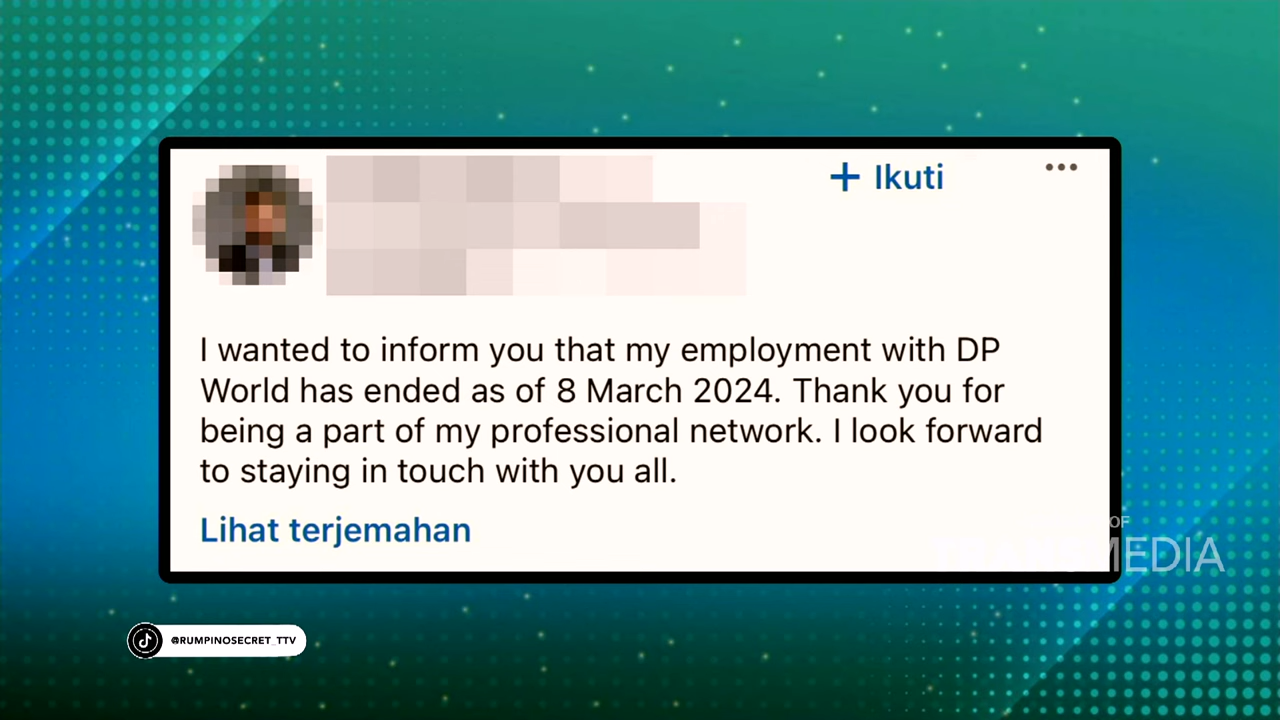 + Ikuti
I wanted to inform you that my employment with DP
World has ended as of 8 March 2024. Thank you for
being a part of my professional network. I look forward
to staying in touch with you all.
Lihat terjemahan
OF
MEDIA
@RUMPINOSECRET_TTV